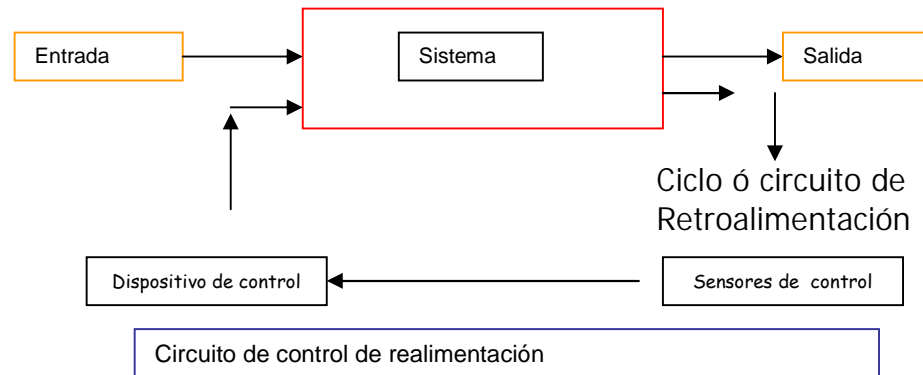 Entrada
Sistema
Salida
Ciclo ó circuito de
Retroalimentación
Dispositivo de control
Sensores de control
Circuito de control de realimentación